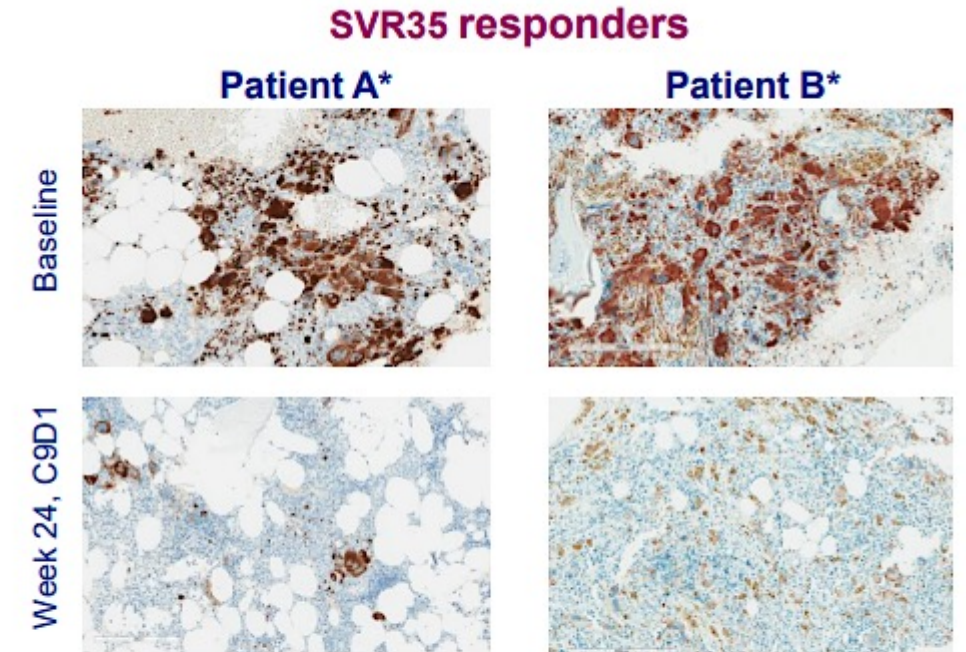 SVR35 responders
Patient A*
Patient B*
Baseline
Week 24, C9D1